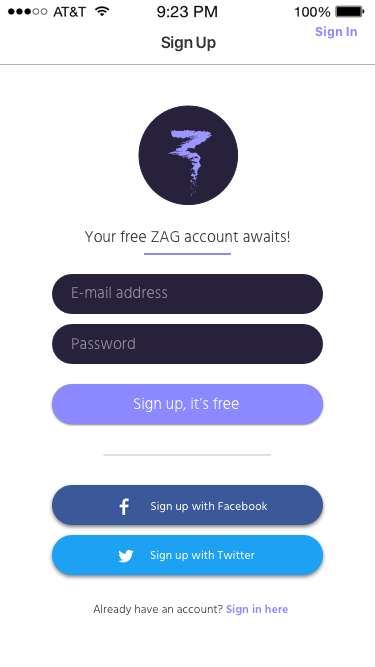 AT&T 9:23 PM 100%
Sign In
Sign Up
Your free ZAG account awaits!
E-mail address
Password
Sign up, it's free
Sign up with Facebook
Sign up with Twitter
Already have an account? Sign in here